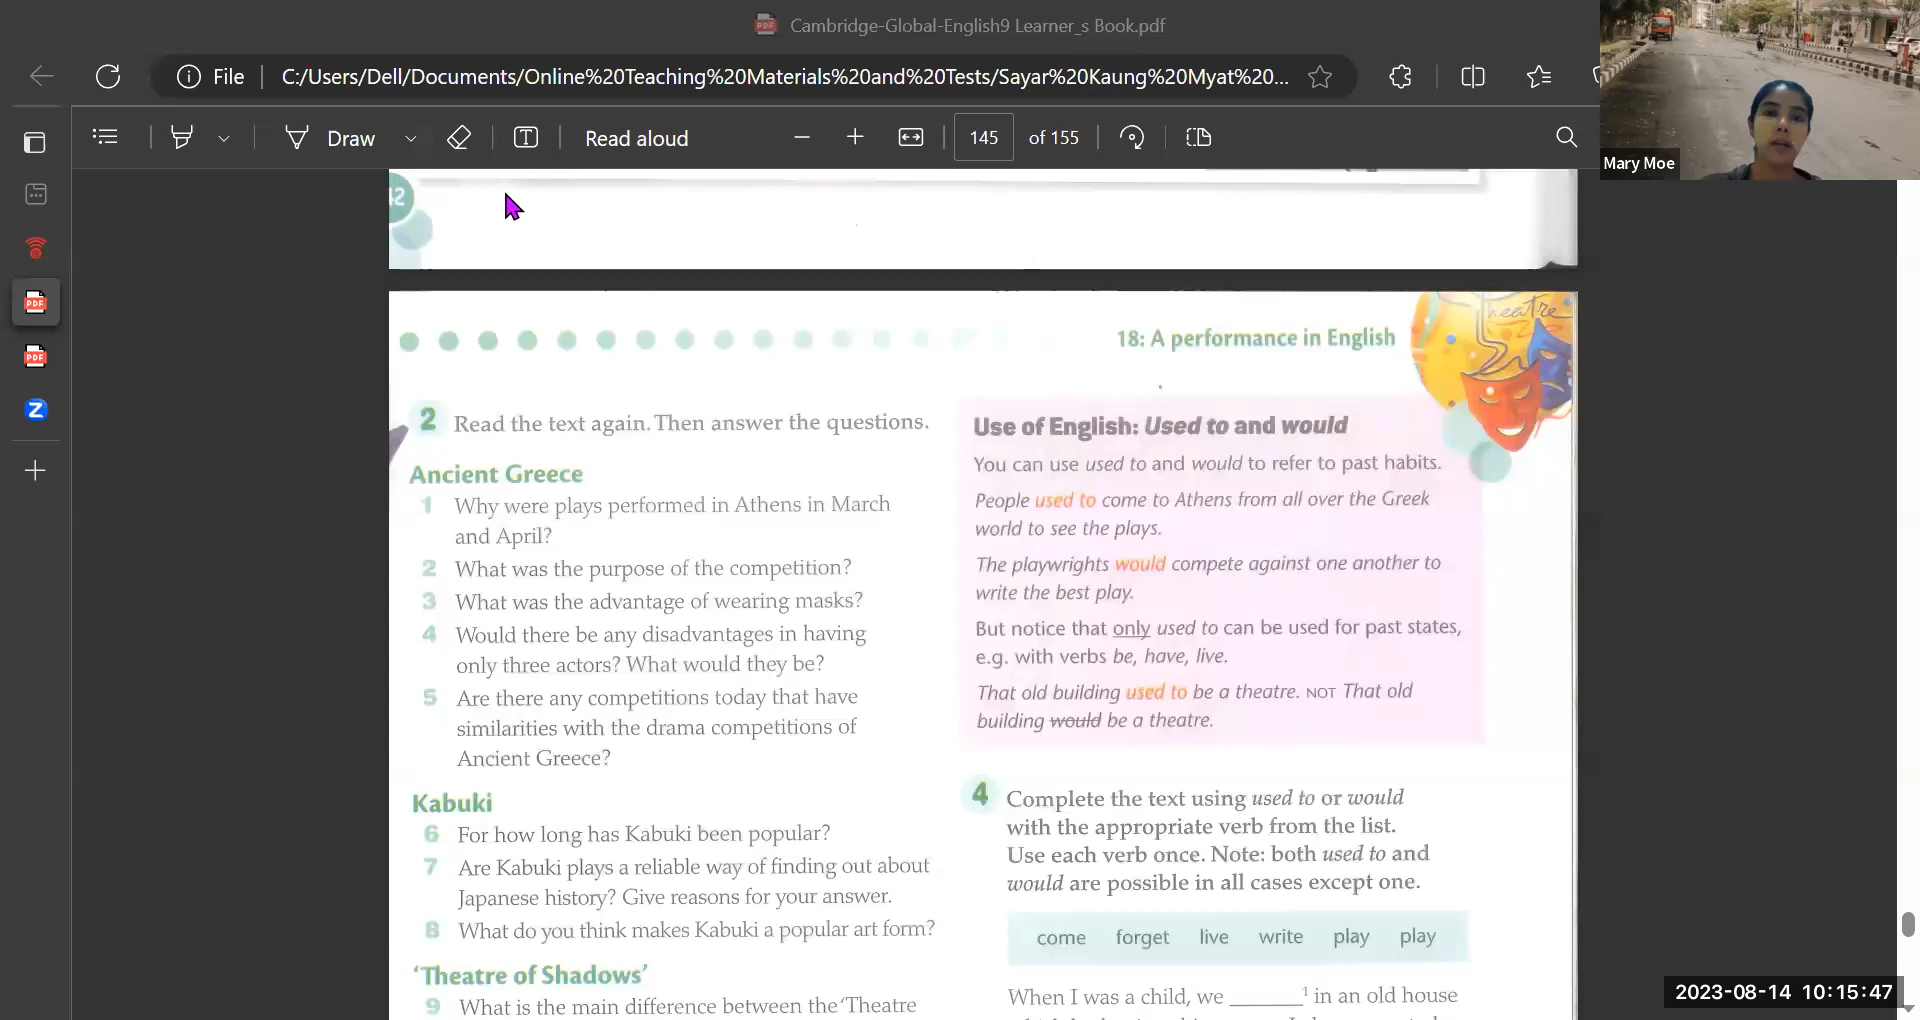 Cambridge-Global-English9 Learner_s Book.pdf
File
C:/Users/Dell/Documents/Online%20Teaching%20Materials%20and%20Tests/Sayar%20Kaung%20Myat%20...
Draw
Read aloud
145
of 155
Mary Moe
42
18: A performance in English
Theatre
2 Read the text again. Then answer the questions.
Ancient Greece
1 Why were plays performed in Athens in March
and April?
2 What was the purpose of the competition?
3 What was the advantage of wearing masks?
4 Would there be any disadvantages in having
only three actors? What would they be?
5 Are there any competitions today that have
similarities with the drama competitions of
Ancient Greece?
Kabuki
6 For how long has Kabuki been popular?
7 Are Kabuki plays a reliable way of finding out about
Japanese history? Give reasons for your answer.
8 What do you think makes Kabuki a popular art form?
'Theatre of Shadows'
9 What is the main difference between the 'Theatre
Use of English: Used to and would
You can use used to and would to refer to past habits.
People used to come to Athens from all over the Greek
world to see the plays.
The playwrights would compete against one another to
write the best play.
But notice that only used to can be used for past states,
e.g. with verbs be, have, live.
That old building used to be a theatre. NOT That old
building would be a theatre.
4 Complete the text using used to or would
with the appropriate verb from the list.
Use each verb once. Note: both used to and
would are possible in all cases except one.
come forget live write play play
When I was a child, we _______ 1 in an old house
2023-08-14 10:15:47